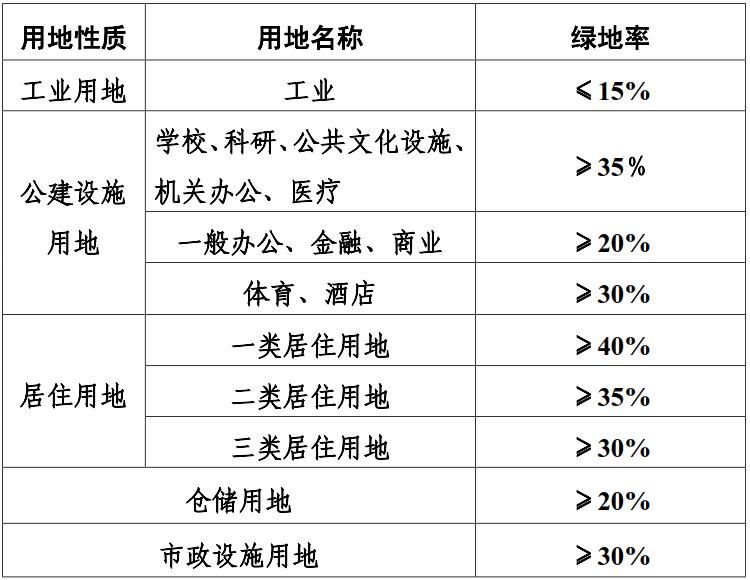 用地性质 用地名称 绿地率
工业用地 工业 ⩽15%
公建设施
用地
学校、科研、公共文化设施、
机关办公、医疗
⩾35%
一般办公、金融、商业 ⩾20%
体育、酒店 ⩾30%
居住用地
一类居住用地 ⩾40%
二类居住用地 ⩾35%
三类居住用地 ⩾30%
仓储用地 ⩾20%
市政设施用地 ⩾30%